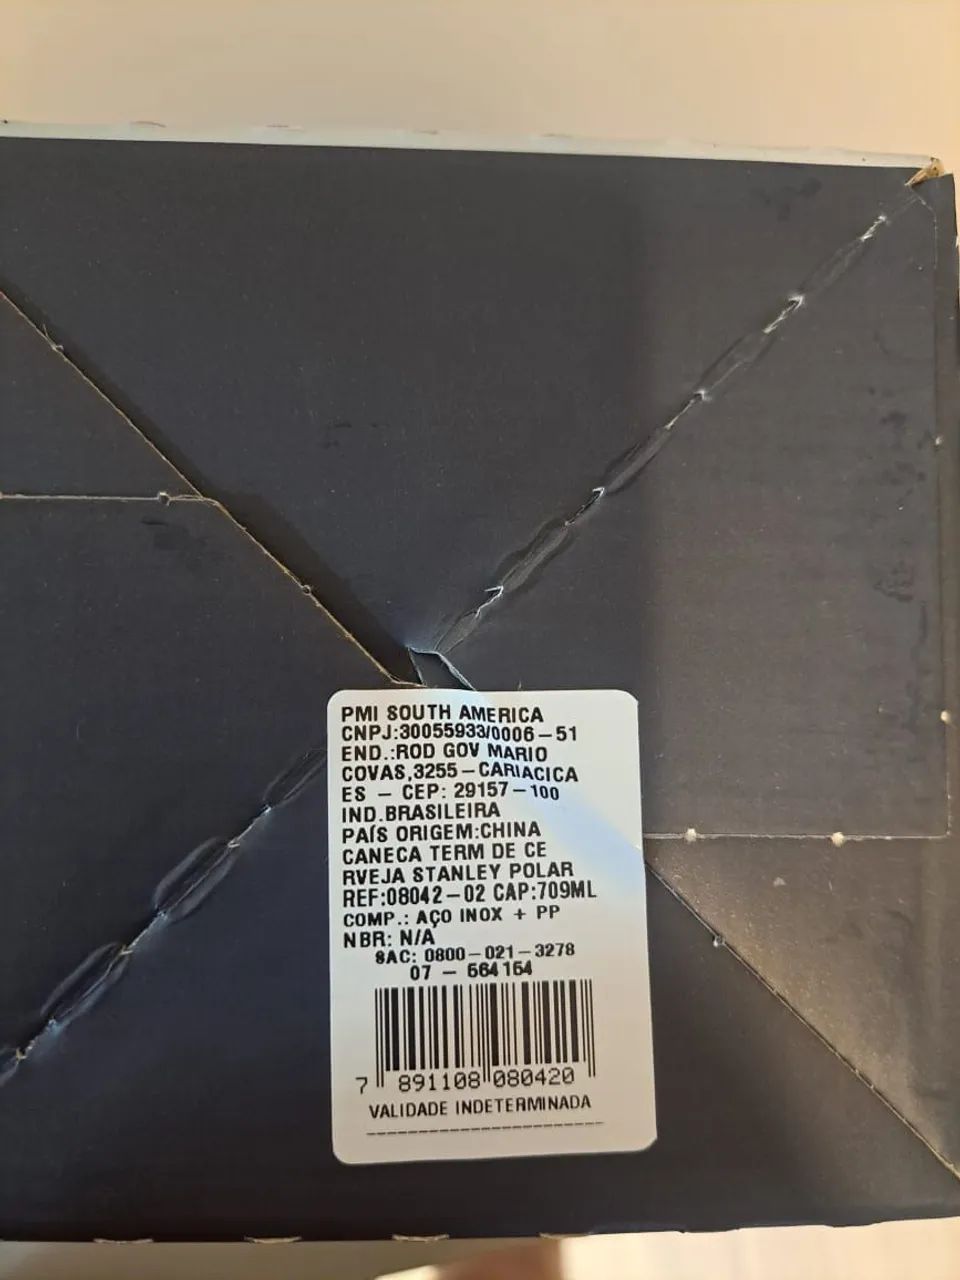 PMI SOUTH AMERICA
CNPJ:30055933/0006-51
END.:ROD GOV MARIO
COVAS,3255-CARIACICA
ES - CEP: 29157-100
IND.BRASILEIRA
PAÍS ORIGEM:CHINA
CANECA TERM DE CE
RVEJA STANLEY POLAR
REF:08042-02 CAP:709ML
COMP.: AÇO INOX + PP
NBR: N/A
SAC: 0800-021-3278
07 - 564154
7 891108 080420
VALIDADE INDETERMINADA